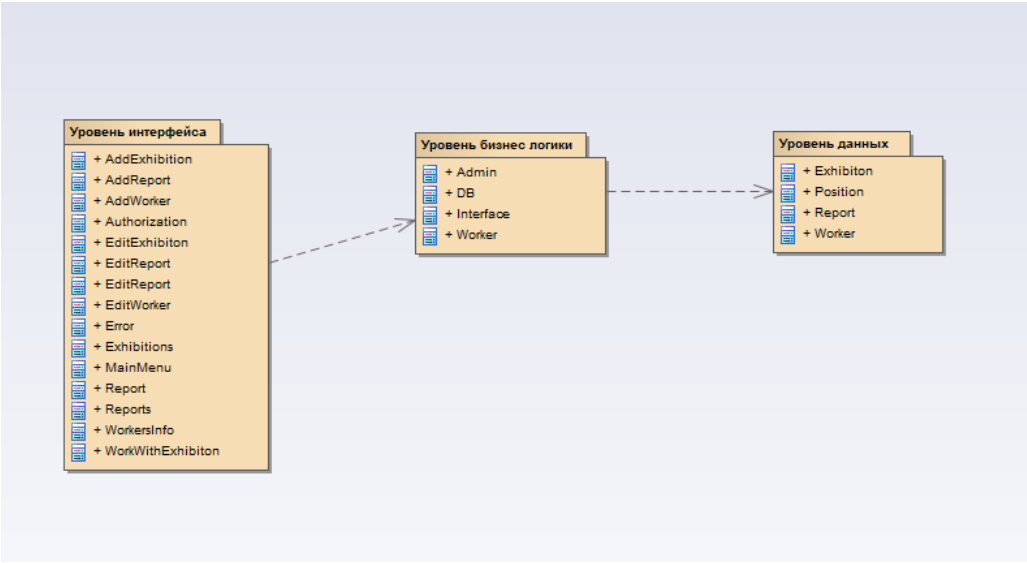 Уровень интерфейса
+ AddExhibition
+ AddReport
+ AddWorker
+ Authorization
+ EditExhibiton
+ EditReport
+ EditReport
+ EditWorker
+ Error
+ Exhibitions
+ MainMenu
+ Report
+ Reports
+ WorkersInfo
+ WorkWithExhibiton
Уровень бизнес логики
+ Admin
+ DB
+ Interface
+ Worker
Уровень данных
+ Exhibiton
+ Position
+ Report
+ Worker